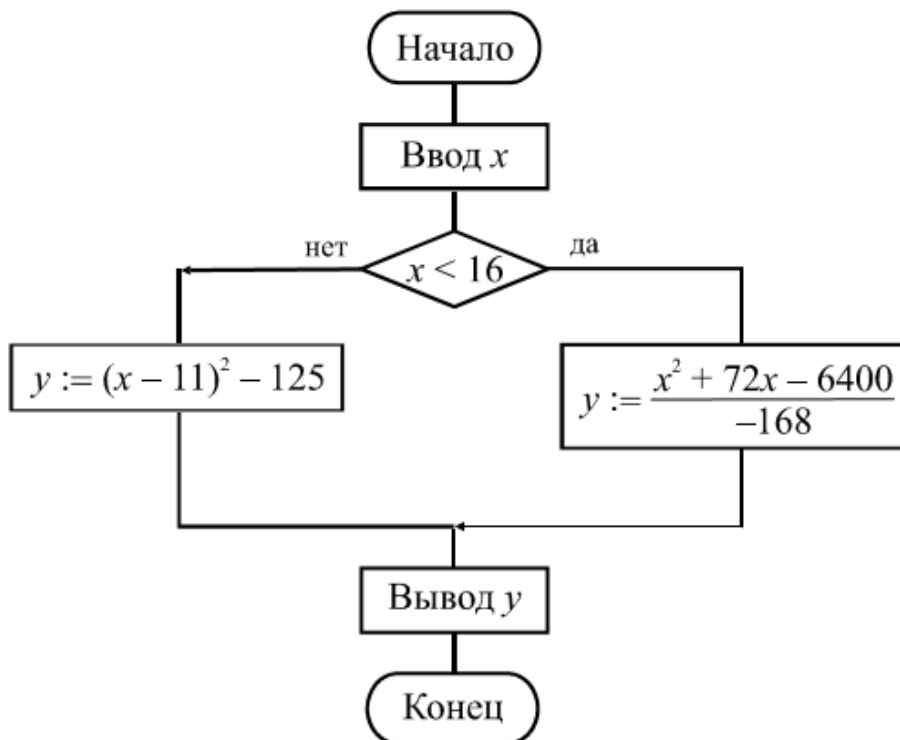 Начало
Ввод x
нет
x < 16
да
y := (x – 11)² – 125
y := x² + 72x – 6400 / –168
Вывод y
Конец